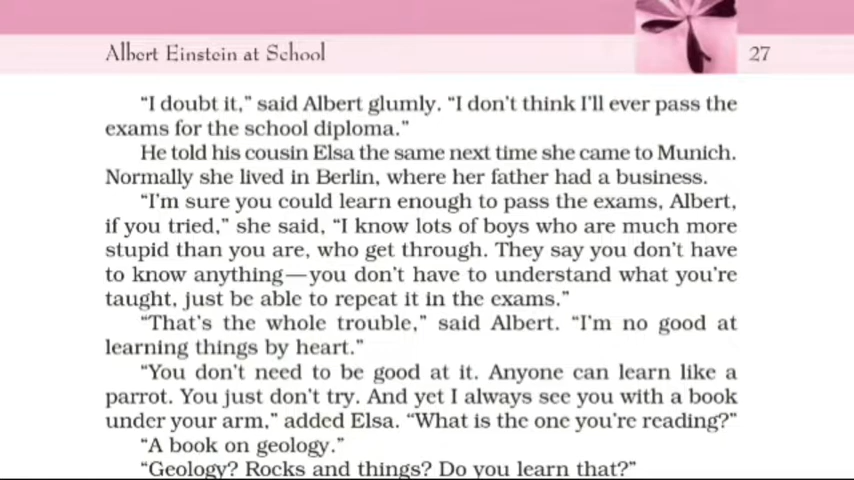 Albert Einstein at School
27
"I doubt it," said Albert glumly. "I don't think I'll ever pass the
exams for the school diploma."
He told his cousin Elsa the same next time she came to Munich.
Normally she lived in Berlin, where her father had a business.
"I'm sure you could learn enough to pass the exams, Albert,
if you tried," she said, "I know lots of boys who are much more
stupid than you are, who get through. They say you don't have
to know anything—you don't have to understand what you're
taught, just be able to repeat it in the exams."
"That's the whole trouble," said Albert. "I'm no good at
learning things by heart."
"You don't need to be good at it. Anyone can learn like a
parrot. You just don't try. And yet I always see you with a book
under your arm," added Elsa. "What is the one you're reading?"
"A book on geology."
"Geology? Rocks and things? Do you learn that?"